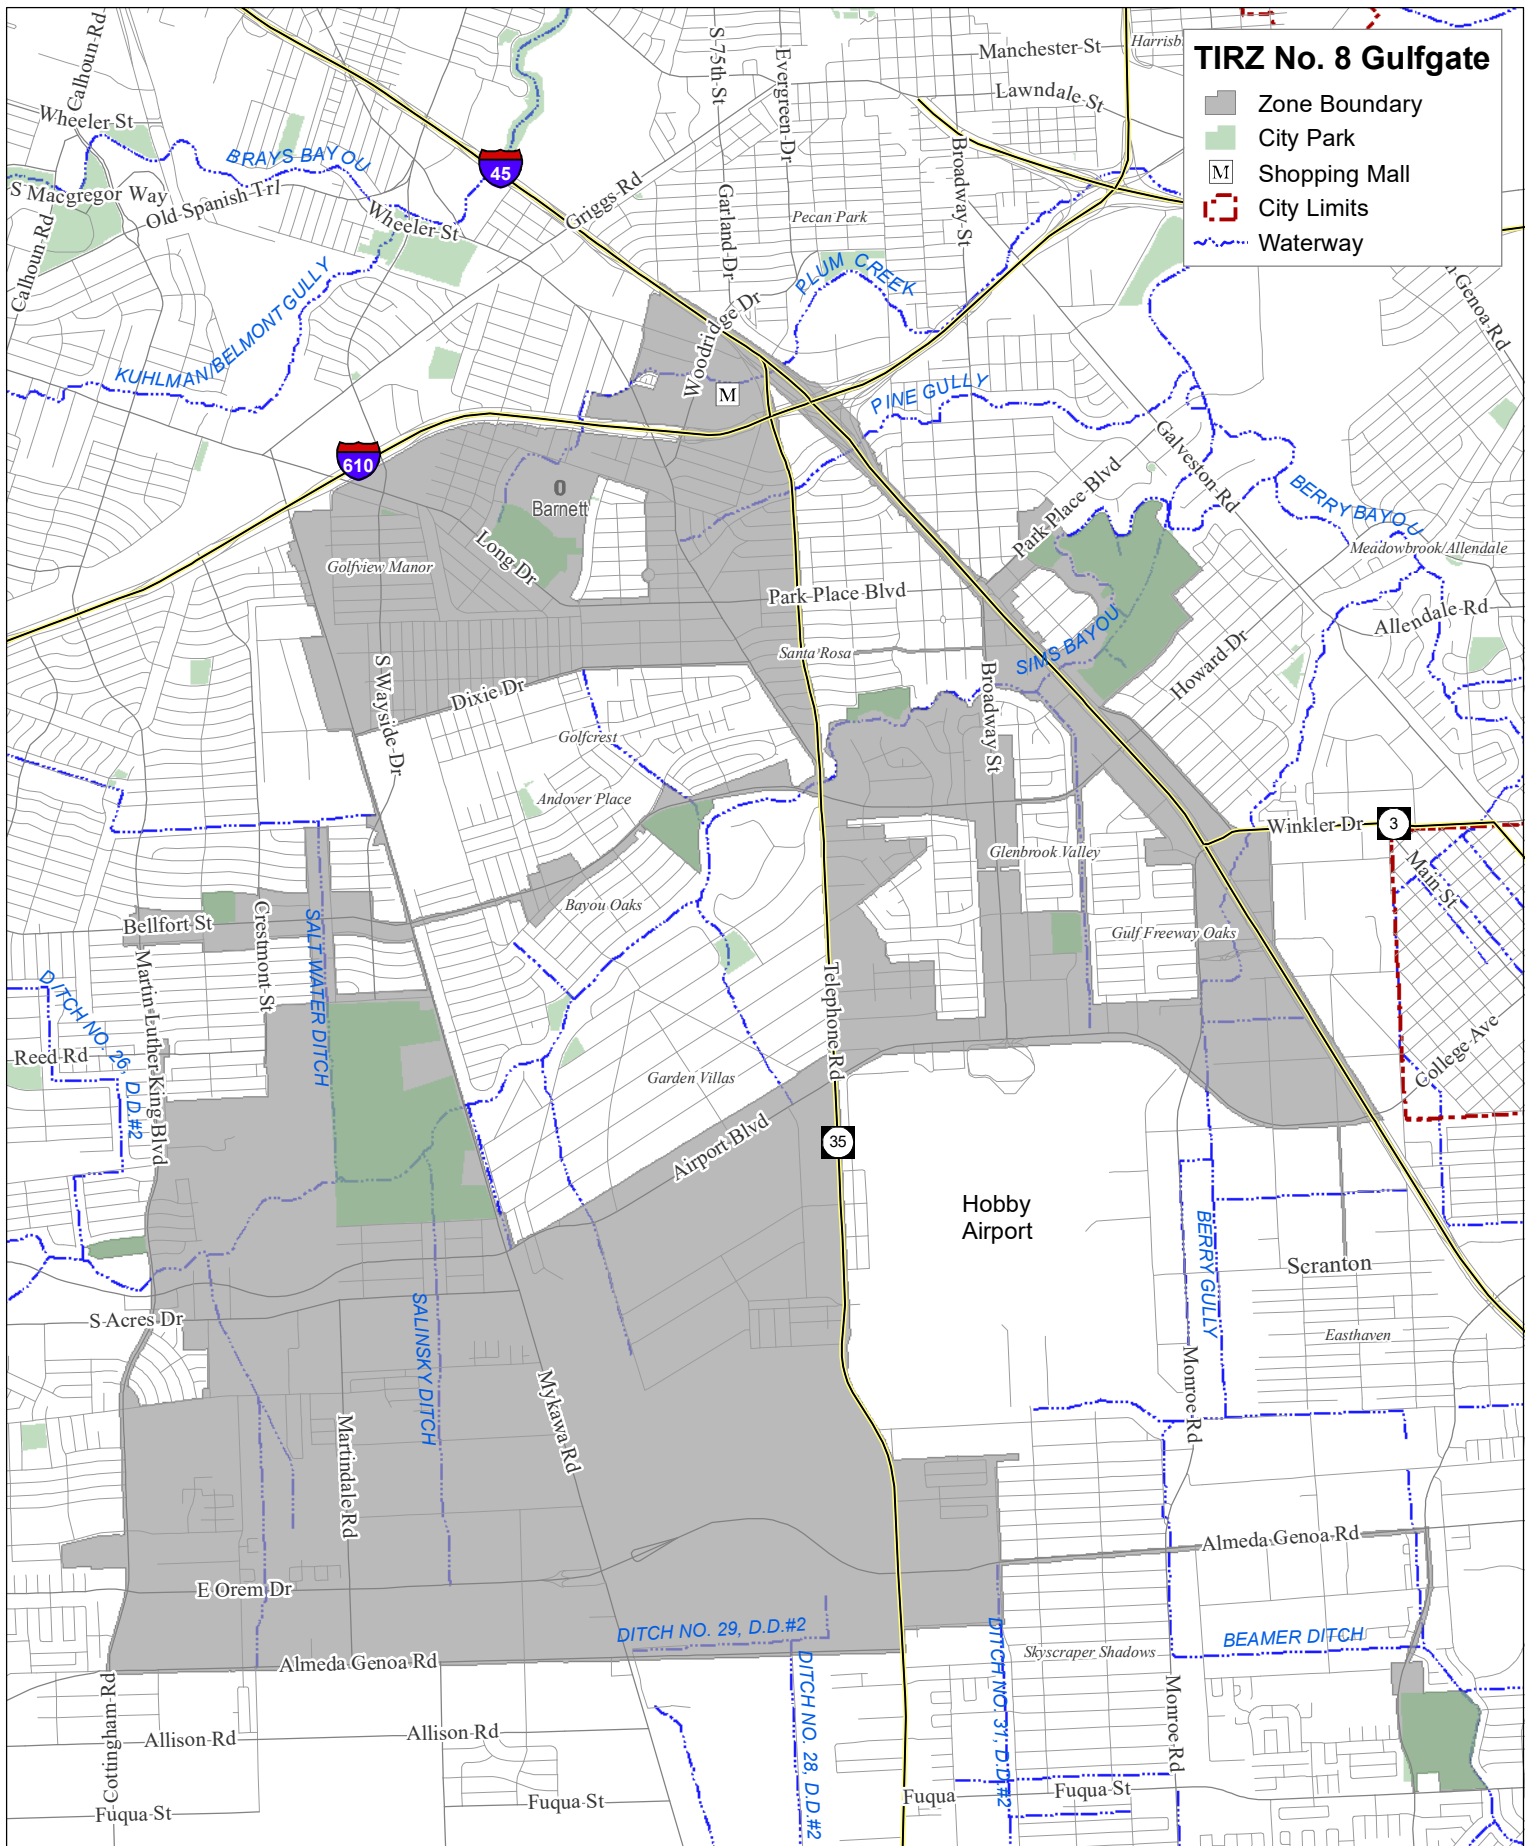 TIRZ No. 8 Gulfgate
Zone Boundary
City Park
M
Shopping Mall
City Limits
Waterway
Calhoun Rd
Wheeler St
BRAYS BAYOU
S Macgregor Way
Old Spanish Trl
Wheeler St
Calhoun Rd
KUHLMAN/BELMONT GULLY
45
Griggs Rd
S 75th St
Evergreen Dr
Garland Dr
Pecan Park
Manchester St
Lawndale St
Broadway St
PLUM CREEK
Woodridge Dr
M
PINE GULLY
Genoa Rd
610
Barnett
Long Dr
Golfview Manor
Park Place Blvd
Galveston Rd
BERRY BAYOU
Meadowbrook/Allendale
Allendale Rd
Park Place Blvd
Santa Rosa
SIMS BAYOU
Howard Dr
S Wayside Dr
Dixie Dr
Golfcrest
Broadway St
Andover Place
Glenbrook Valley
Winkler Dr
3
Main St
Bayou Oaks
Bellfort St
Crestmont St
SALT WATER DITCH
Gulf Freeway Oaks
Martin Luther King Blvd
DITCH NO. 26, D.D.#2
Reed Rd
Telephone Rd
College Ave
Garden Villas
Airport Blvd
35
Hobby
Airport
BERRY GULLY
Scranton
S Acres Dr
SALINSKY DITCH
Easthaven
Monroe Rd
Mykawa Rd
Martindale Rd
Almeda Genoa Rd
E Orem Dr
DITCH NO. 29, D.D.#2
DITCH NO. 31, D.D.#2
Skyscraper Shadows
BEAMER DITCH
Almeda Genoa Rd
DITCH NO. 28, D.D #2
Monroe Rd
Cottingham Rd
Allison Rd
Allison Rd
Fuqua St
Fuqua St
Fuqua
Fuqua St